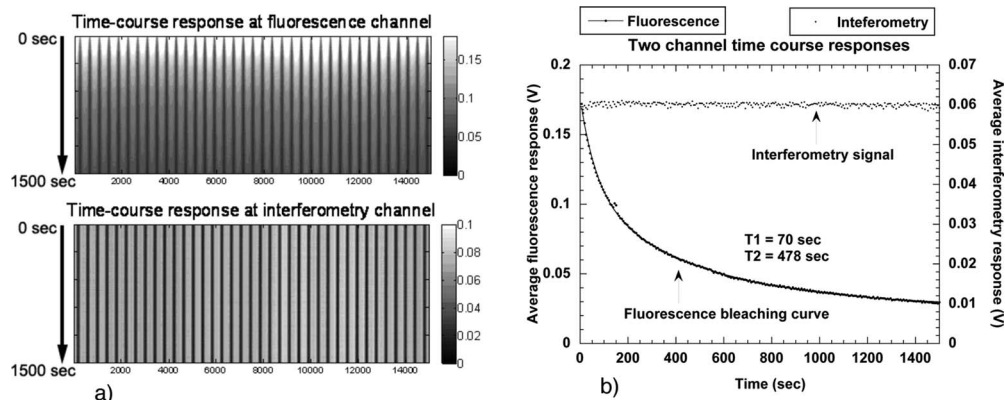 Time-course response at fluorescence channel
0 sec
1500 sec
0.15
0.1
0.05
0
2000 4000 6000 8000 10000 12000 14000
Time-course response at interferometry channel
0 sec
1500 sec
0.1
0.08
0.06
0.04
0.02
0
2000 4000 6000 8000 10000 12000 14000
a)
Fluorescence
Inteferometry
Two channel time course responses
Average fluorescence response (V)
0.2
0.15
0.1
0.05
0
Average interferometry response (V)
0.07
0.06
0.05
0.04
0.03
0.02
0.01
0
Interferometry signal
T1 = 70 sec
T2 = 478 sec
Fluorescence bleaching curve
0 200 400 600 800 1000 1200 1400
Time (sec)
b)